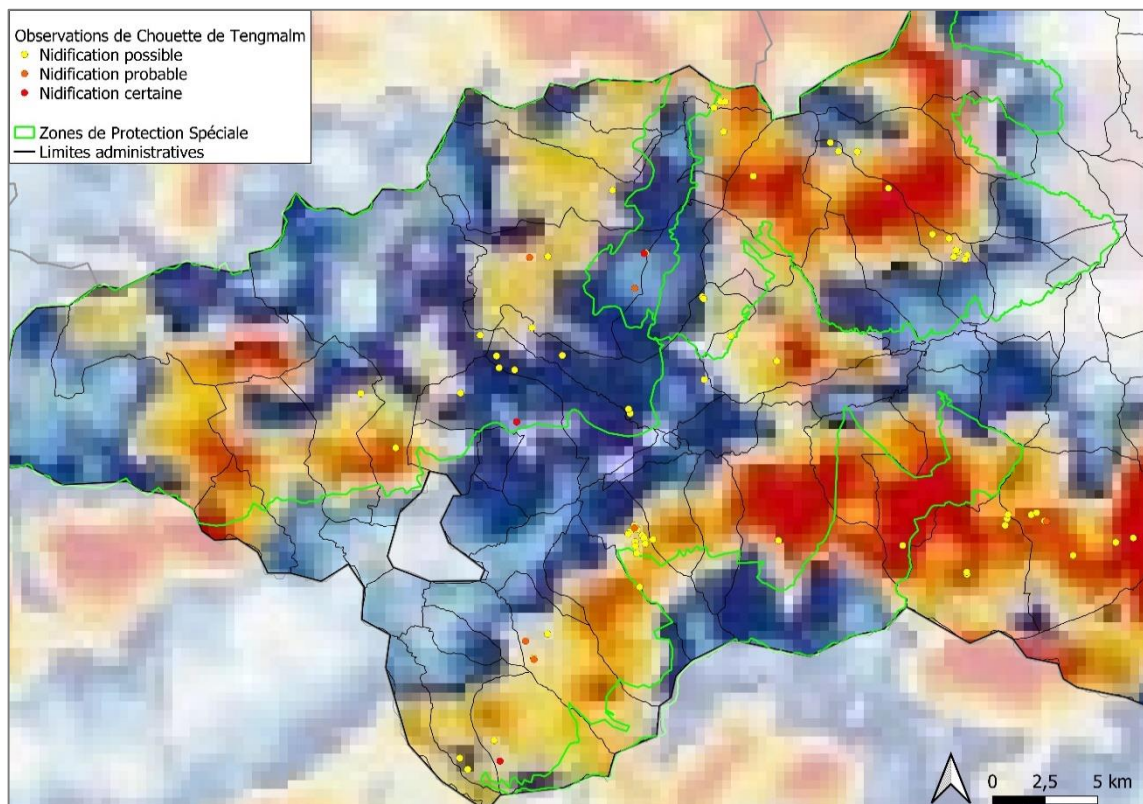 Observations de Chouette de Tengmalm
Nidification possible
Nidification probable
Nidification certaine
Zones de Protection Spéciale
Limites administratives
0 2,5 5 km